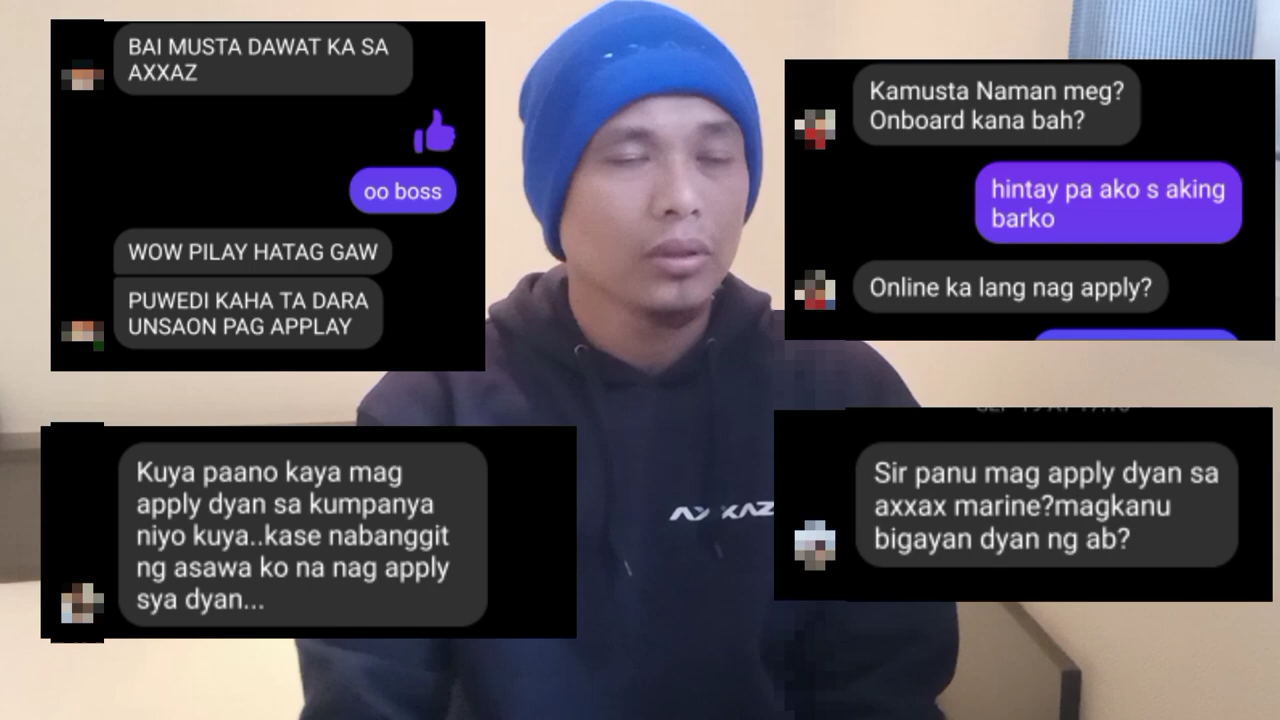 BAI MUSTA DAWAT KA SA
AXXAZ
oo boss
WOW PILAY HATAG GAW
PUWEDI KAHA TA DARA
UNSAON PAG APPLAY
Kamusta Naman meg?
Onboard kana bah?
hintay pa ako s aking
barko
Online ka lang nag apply?
Kuya paano kaya mag
apply dyan sa kumpanya
niyo kuya..kase nabanggit
ng asawa ko na nag apply
sya dyan...
Sir panu mag apply dyan sa
axxax marine?magkanu
bigayan dyan ng ab?